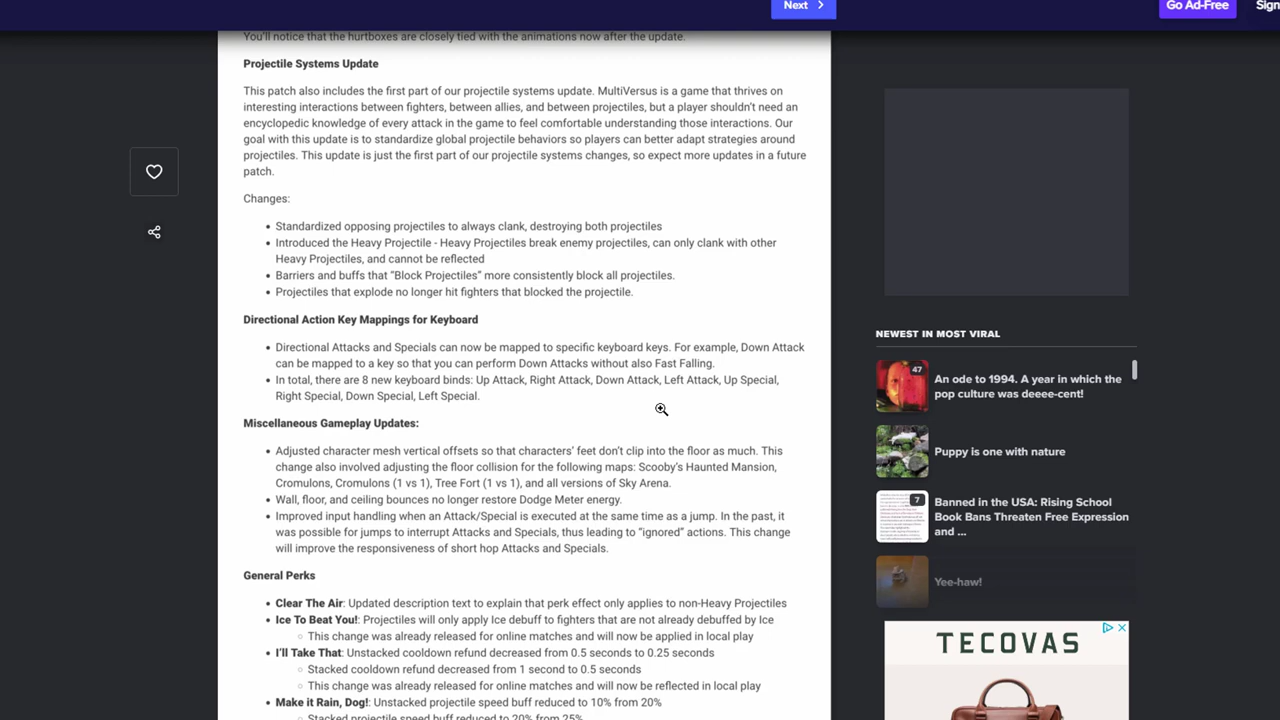 Next
Go Ad-Free
Sign
You'll notice that the hurtboxes are closely tied with the animations now after the update.
Projectile Systems Update
This patch also includes the first part of our projectile systems update. MultiVersus is a game that thrives on
interesting interactions between fighters, between allies, and between projectiles, but a player shouldn't need an
encyclopedic knowledge of every attack in the game to feel comfortable understanding those interactions. Our
goal with this update is to standardize global projectile behaviors so players can better adapt strategies around
projectiles. This update is just the first part of our projectile systems changes, so expect more updates in a future
patch.
Changes:
• Standardized opposing projectiles to always clank, destroying both projectiles
• Introduced the Heavy Projectile - Heavy Projectiles break enemy projectiles, can only clank with other
Heavy Projectiles, and cannot be reflected
• Barriers and buffs that “Block Projectiles” more consistently block all projectiles.
• Projectiles that explode no longer hit fighters that blocked the projectile.
Directional Action Key Mappings for Keyboard
• Directional Attacks and Specials can now be mapped to specific keyboard keys. For example, Down Attack
can be mapped to a key so that you can perform Down Attacks without also Fast Falling.
• In total, there are 8 new keyboard binds: Up Attack, Right Attack, Down Attack, Left Attack, Up Special,
Right Special, Down Special, Left Special.
Miscellaneous Gameplay Updates:
• Adjusted character mesh vertical offsets so that characters’ feet don’t clip into the floor as much. This
change also involved adjusting the floor collision for the following maps: Scooby’s Haunted Mansion,
Cromulons, Cromulons (1 vs 1), Tree Fort (1 vs 1), and all versions of Sky Arena.
• Wall, floor, and ceiling bounces no longer restore Dodge Meter energy.
• Improved input handling when an Attack/Special is executed at the same time as a jump. In the past, it
was possible for jumps to interrupt Attacks and Specials, thus leading to “ignored” actions. This change
will improve the responsiveness of short hop Attacks and Specials.
General Perks
• Clear The Air: Updated description text to explain that perk effect only applies to non-Heavy Projectiles
• Ice To Beat You!: Projectiles will only apply Ice debuff to fighters that are not already debuffed by Ice
○ This change was already released for online matches and will now be applied in local play
• I’ll Take That: Unstacked cooldown refund decreased from 0.5 seconds to 0.25 seconds
○ Stacked cooldown refund decreased from 1 second to 0.5 seconds
○ This change was already released for online matches and will now be reflected in local play
• Make it Rain, Dog!: Unstacked projectile speed buff reduced to 10% from 20%
○ Stacked projectile speed buff reduced to 20% from 25%
NEWEST IN MOST VIRAL
47
An ode to 1994. A year in which the
pop culture was deeee-cent!
Puppy is one with nature
7
Banned in the USA: Rising School
Book Bans Threaten Free Expression
and ...
Yee-haw!
TECOVAS